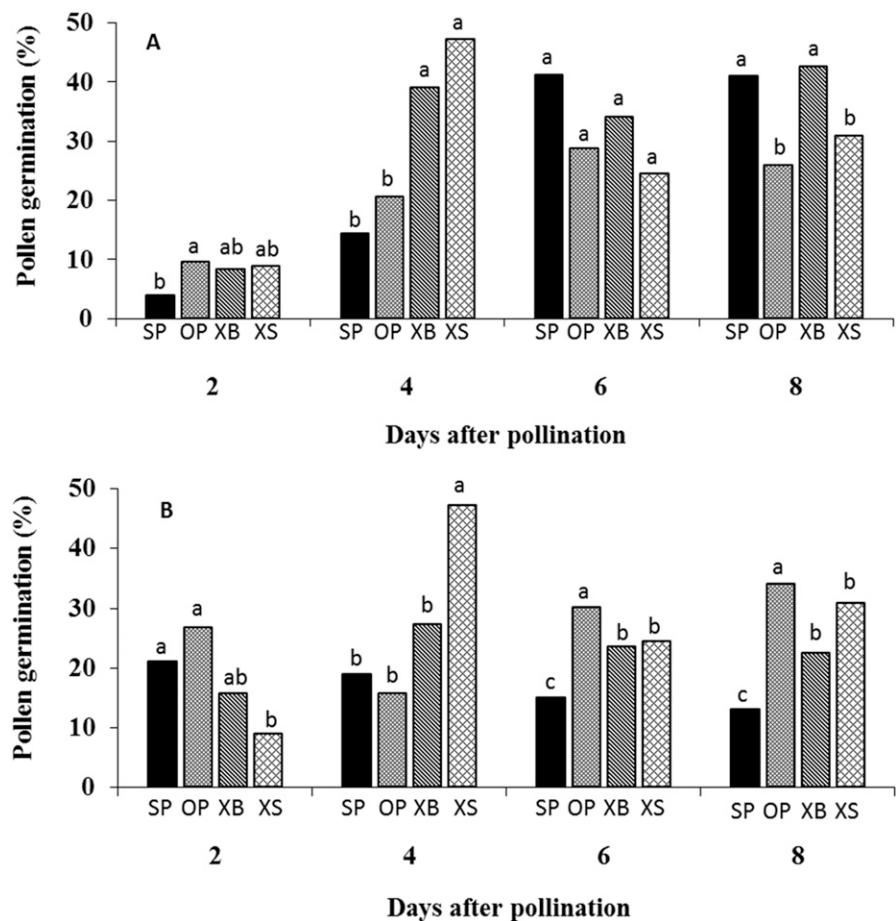 Pollen germination (%)
A
50
40
30
20
10
0
b a ab ab
b b a a
a a a a
a b a b
SP OP XB XS SP OP XB XS SP OP XB XS SP OP XB XS
2 4 6 8
Days after pollination
Pollen germination (%)
B
50
40
30
20
10
0
a a ab b
b b b a
c a b b
c a b b
SP OP XB XS SP OP XB XS SP OP XB XS SP OP XB XS
2 4 6 8
Days after pollination